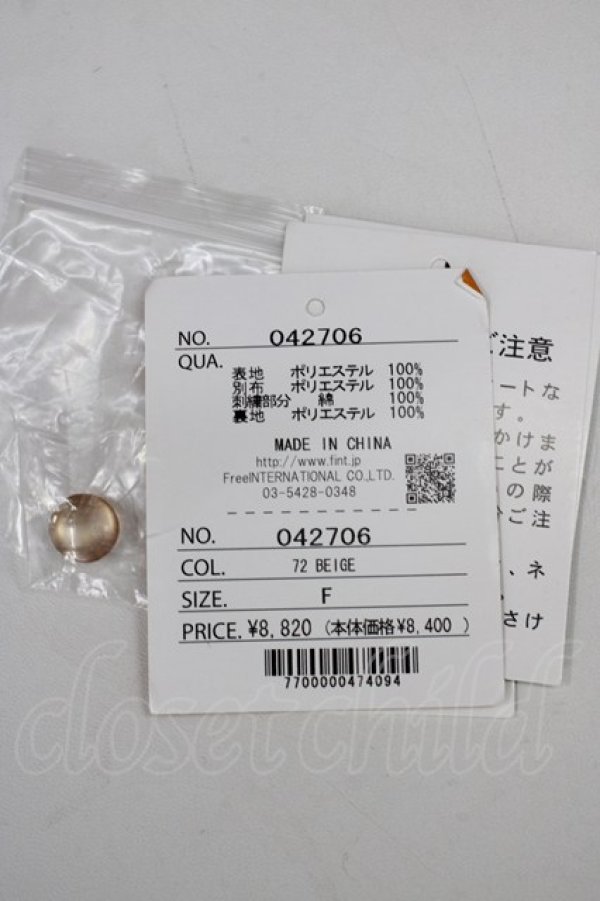 NO. 042706
QUA.
表地 ポリエステル 100%
別布 ポリエステル 100%
刺繍部分 綿 100%
裏地 ポリエステル 100%
MADE IN CHINA
http://www.fint.jp
FreeINTERNATIONAL CO.,LTD.
03-5428-0348
NO. 042706
COL. 72 BEIGE
SIZE. F
PRICE. ¥8,820 (本体価格¥8,400 )
7700000474094
ご注意
ートな
す。
かけま
ことが
の際
ご注
、ネ
さけ
closet child